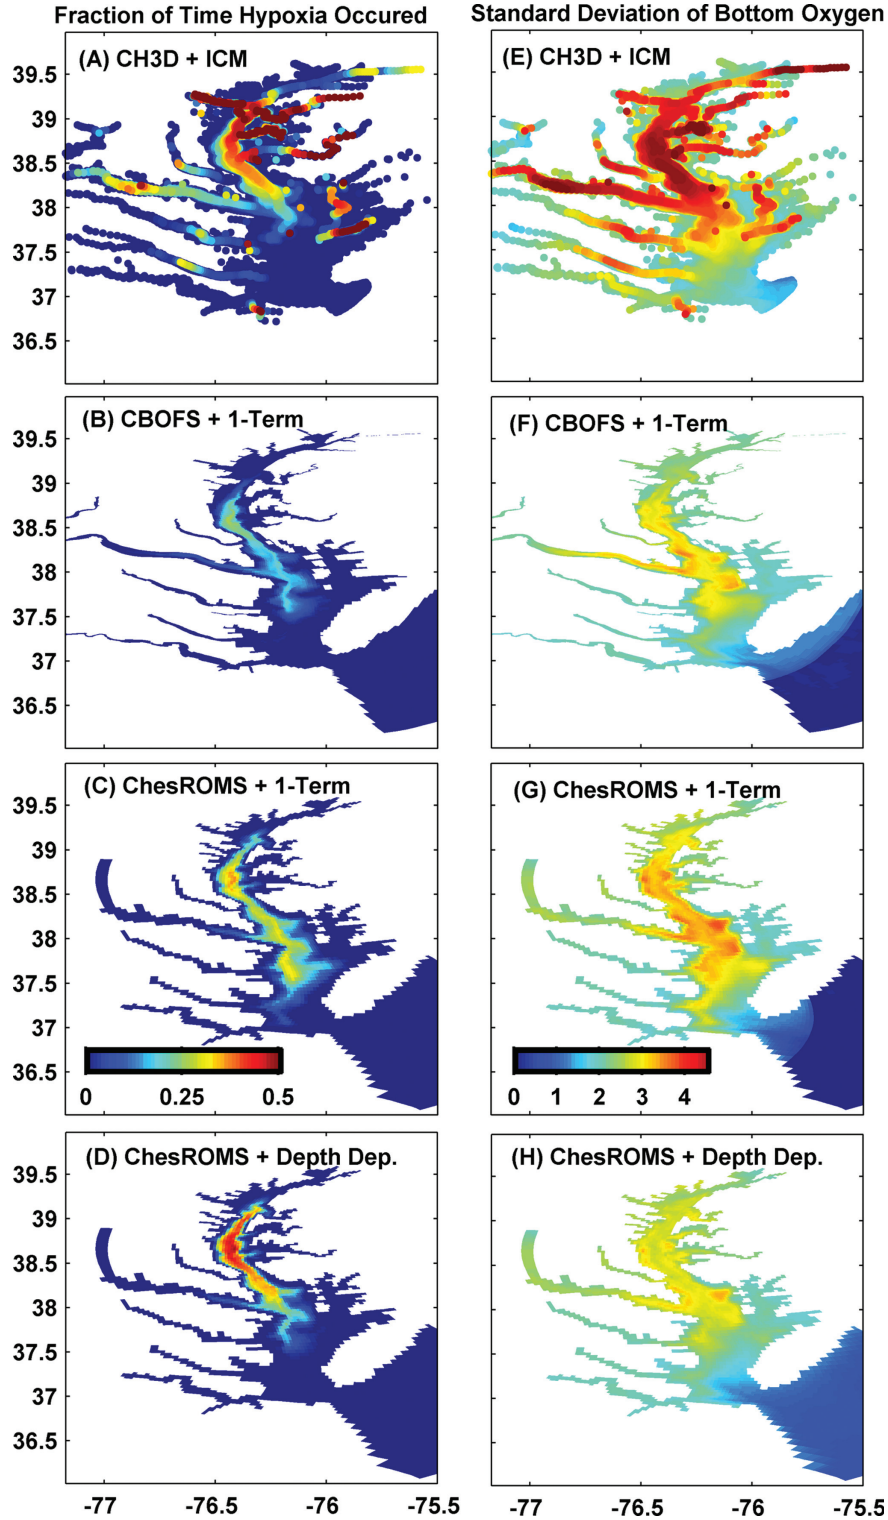 Fraction of Time Hypoxia Occured
Standard Deviation of Bottom Oxygen
(A) CH3D + ICM
39.5
39
38.5
38
37.5
37
36.5
(E) CH3D + ICM
(B) CBOFS + 1-Term
39.5
39
38.5
38
37.5
37
36.5
(F) CBOFS + 1-Term
(C) ChesROMS + 1-Term
39.5
39
38.5
38
37.5
37
36.5
0 0.25 0.5
(G) ChesROMS + 1-Term
0 1 2 3 4
(D) ChesROMS + Depth Dep.
39.5
39
38.5
38
37.5
37
36.5
-77 -76.5 -76 -75.5
(H) ChesROMS + Depth Dep.
-77 -76.5 -76 -75.5